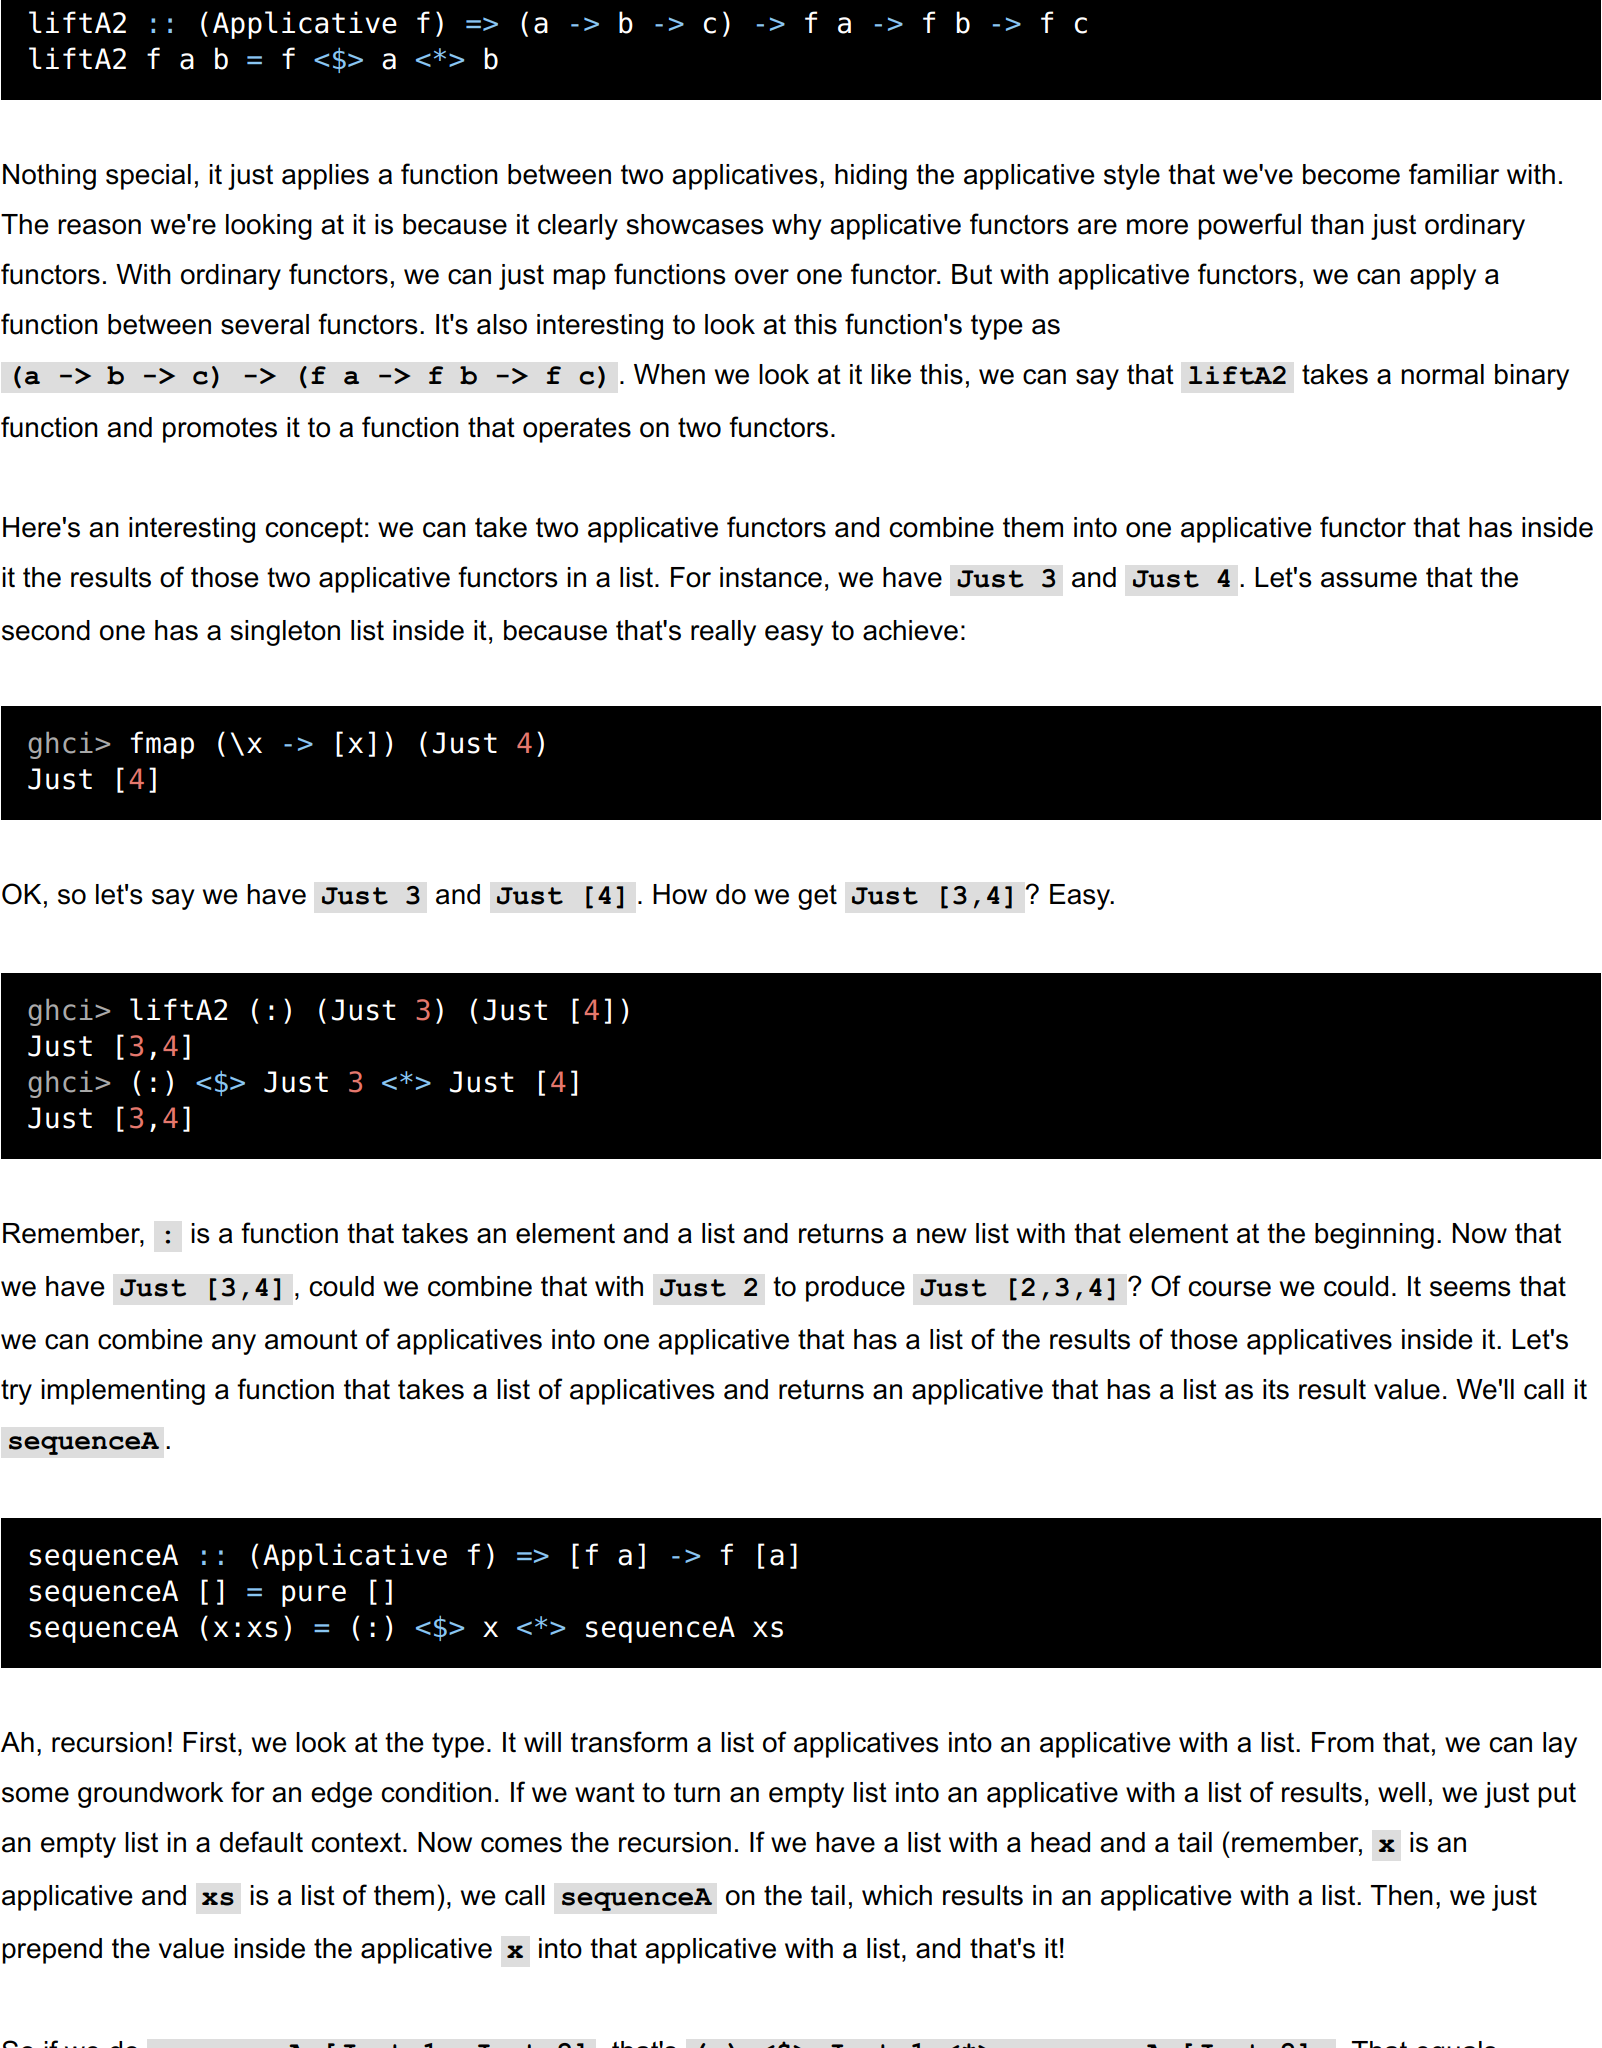 liftA2 :: (Applicative f) => (a -> b -> c) -> f a -> f b -> f c
liftA2 f a b = f <$> a <*> b
Nothing special, it just applies a function between two applicatives, hiding the applicative style that we've become familiar with.
The reason we're looking at it is because it clearly showcases why applicative functors are more powerful than just ordinary
functors. With ordinary functors, we can just map functions over one functor. But with applicative functors, we can apply a
function between several functors. It's also interesting to look at this function's type as
(a -> b -> c) -> (f a -> f b -> f c) . When we look at it like this, we can say that liftA2 takes a normal binary
function and promotes it to a function that operates on two functors.
Here's an interesting concept: we can take two applicative functors and combine them into one applicative functor that has inside
it the results of those two applicative functors in a list. For instance, we have Just 3 and Just 4 . Let's assume that the
second one has a singleton list inside it, because that's really easy to achieve:
ghci> fmap (\x -> [x]) (Just 4)
Just [4]
OK, so let's say we have Just 3 and Just [4] . How do we get Just [3,4] ? Easy.
ghci> liftA2 (:) (Just 3) (Just [4])
Just [3,4]
ghci> (:) <$> Just 3 <*> Just [4]
Just [3,4]
Remember, : is a function that takes an element and a list and returns a new list with that element at the beginning. Now that
we have Just [3,4] , could we combine that with Just 2 to produce Just [2,3,4] ? Of course we could. It seems that
we can combine any amount of applicatives into one applicative that has a list of the results of those applicatives inside it. Let's
try implementing a function that takes a list of applicatives and returns an applicative that has a list as its result value. We'll call it
sequenceA .
sequenceA :: (Applicative f) => [f a] -> f [a]
sequenceA [] = pure []
sequenceA (x:xs) = (:) <$> x <*> sequenceA xs
Ah, recursion! First, we look at the type. It will transform a list of applicatives into an applicative with a list. From that, we can lay
some groundwork for an edge condition. If we want to turn an empty list into an applicative with a list of results, well, we just put
an empty list in a default context. Now comes the recursion. If we have a list with a head and a tail (remember, x is an
applicative and xs is a list of them), we call sequenceA on the tail, which results in an applicative with a list. Then, we just
prepend the value inside the applicative x into that applicative with a list, and that's it!